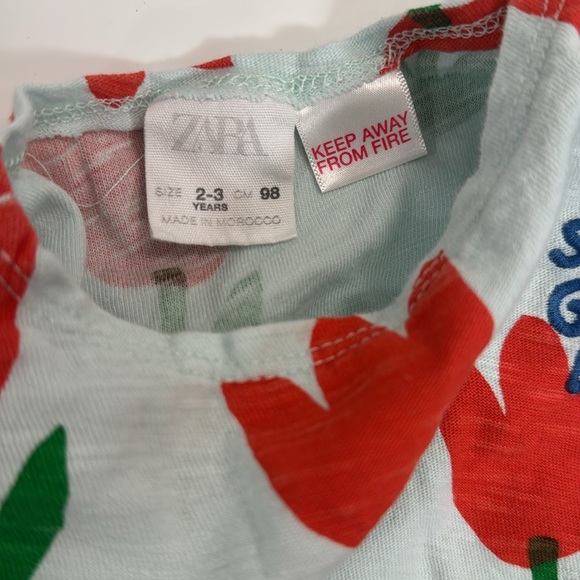 ZARA
SIZE 2-3 CM 98
YEARS
MADE IN MOROCCO
KEEP AWAY
FROM FIRE